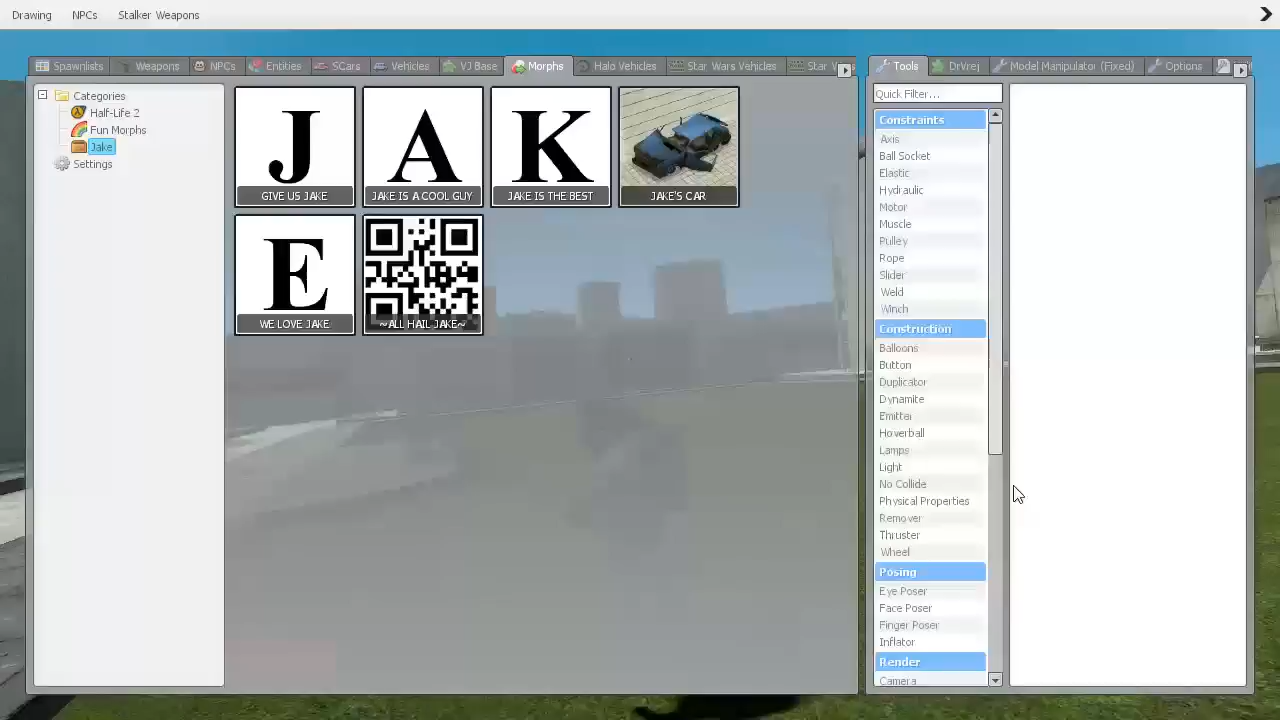 Drawing NPCs Stalker Weapons
Spawnlists Weapons NPCs Entities SCars Vehicles VJ Base Morphs Halo Vehicles Star Wars Vehicles Star
Categories
Half-Life 2
Fun Morphs
Jake
Settings
J
GIVE US JAKE
A
JAKE IS A COOL GUY
K
JAKE IS THE BEST
JAKE'S CAR
E
WE LOVE JAKE
~ALL HAIL JAKE~
Tools DrVrej Model Manipulator (Fixed) Options
Quick Filter...
Constraints
Axis
Ball Socket
Elastic
Hydraulic
Motor
Muscle
Pulley
Rope
Slider
Weld
Winch
Construction
Balloons
Button
Duplicator
Dynamite
Emitter
Hoverball
Lamps
Light
No Collide
Physical Properties
Remover
Thruster
Wheel
Posing
Eye Poser
Face Poser
Finger Poser
Inflator
Render
Camera